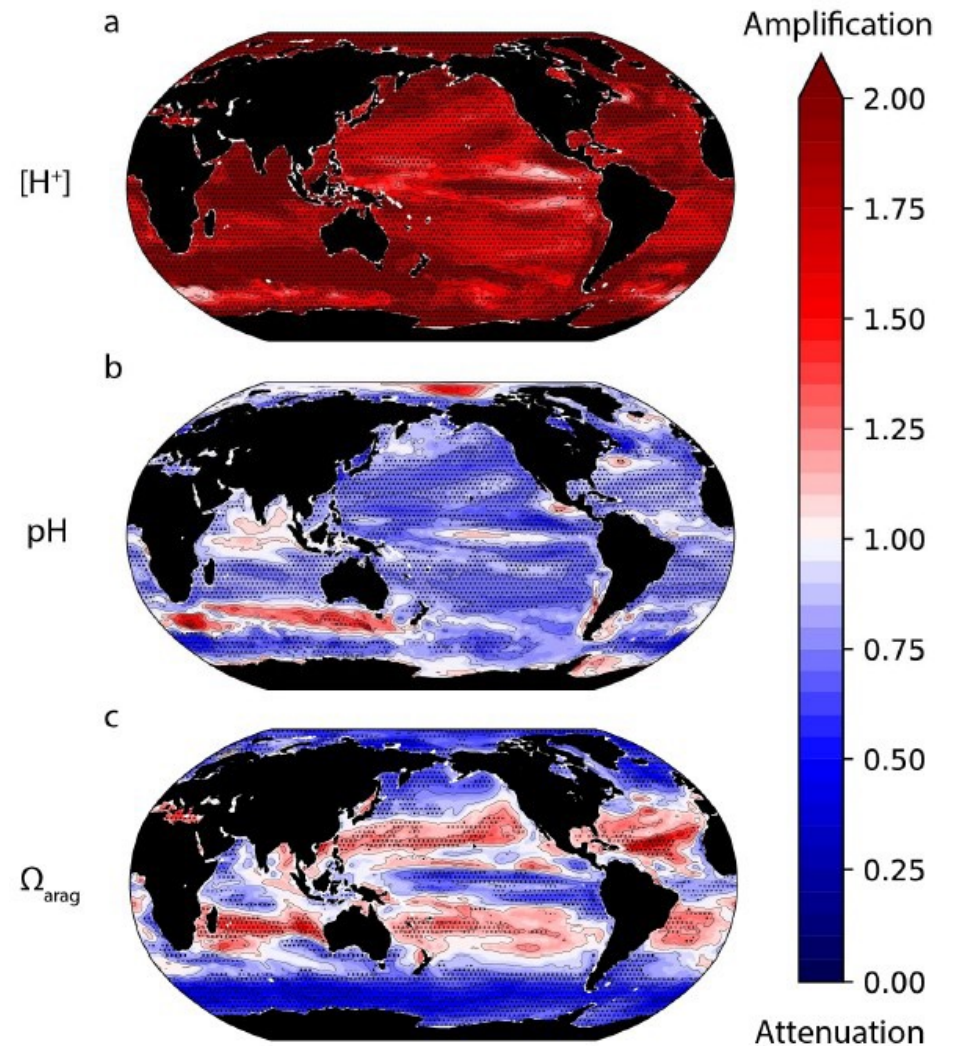 a
Amplification
[H⁺]
2.00
1.75
1.50
b
1.25
pH
1.00
0.75
c
0.50
Ω_arag
0.25
0.00
Attenuation